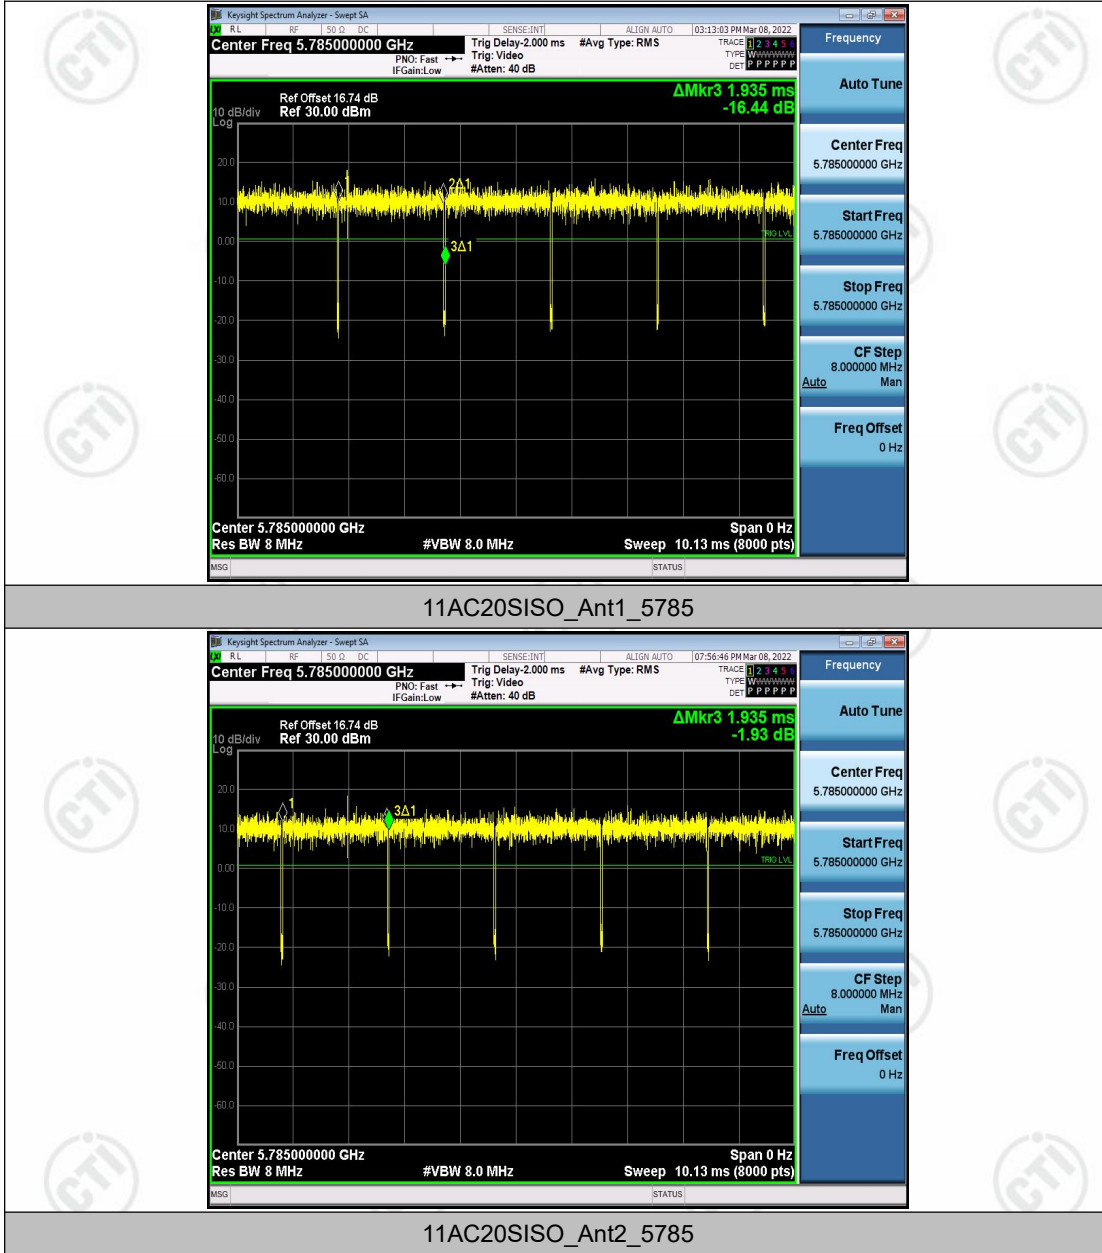 Keysight Spectrum Analyzer - Swept SA
LXI RL RF 50 Ω DC SENSE:INT ALIGN AUTO 03:13:03 PM Mar 08, 2022
Center Freq 5.785000000 GHz
PNO: Fast
IFGain:Low
Trig Delay-2.000 ms
Trig: Video
#Atten: 40 dB
#Avg Type: RMS
TRACE 1 2 3 4 5 6
TYPE WWWWWW
DET P P P P P P
ΔMkr3 1.935 ms
-16.44 dB
Ref Offset 16.74 dB
10 dB/div Ref 30.00 dBm
Log
20.0
10.0
0.00
-10.0
-20.0
-30.0
-40.0
-50.0
-60.0
1
2Δ1
3Δ1
TRIG LVL
Center 5.785000000 GHz Span 0 Hz
Res BW 8 MHz #VBW 8.0 MHz Sweep 10.13 ms (8000 pts)
MSG STATUS
Frequency
Auto Tune
Center Freq
5.785000000 GHz
Start Freq
5.785000000 GHz
Stop Freq
5.785000000 GHz
CF Step
8.000000 MHz
Auto Man
Freq Offset
0 Hz
11AC20SISO_Ant1_5785
Keysight Spectrum Analyzer - Swept SA
LXI RL RF 50 Ω DC SENSE:INT ALIGN AUTO 07:56:46 PM Mar 08, 2022
Center Freq 5.785000000 GHz
PNO: Fast
IFGain:Low
Trig Delay-2.000 ms
Trig: Video
#Atten: 40 dB
#Avg Type: RMS
TRACE 1 2 3 4 5 6
TYPE WWWWWW
DET P P P P P P
ΔMkr3 1.935 ms
-1.93 dB
Ref Offset 16.74 dB
10 dB/div Ref 30.00 dBm
Log
20.0
10.0
0.00
-10.0
-20.0
-30.0
-40.0
-50.0
-60.0
1
3Δ1
TRIG LVL
Center 5.785000000 GHz Span 0 Hz
Res BW 8 MHz #VBW 8.0 MHz Sweep 10.13 ms (8000 pts)
MSG STATUS
Frequency
Auto Tune
Center Freq
5.785000000 GHz
Start Freq
5.785000000 GHz
Stop Freq
5.785000000 GHz
CF Step
8.000000 MHz
Auto Man
Freq Offset
0 Hz
11AC20SISO_Ant2_5785
CTI
CTI
CTI
CTI
CTI
CTI
CTI
CTI